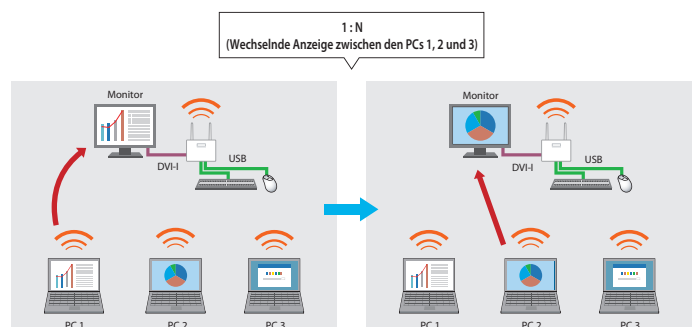 1 : N
(Wechselnde Anzeige zwischen den PCs 1, 2 und 3)
Monitor
DVI-I
USB
PC 1
PC 2
PC 3
Monitor
DVI-I
USB
PC 1
PC 2
PC 3